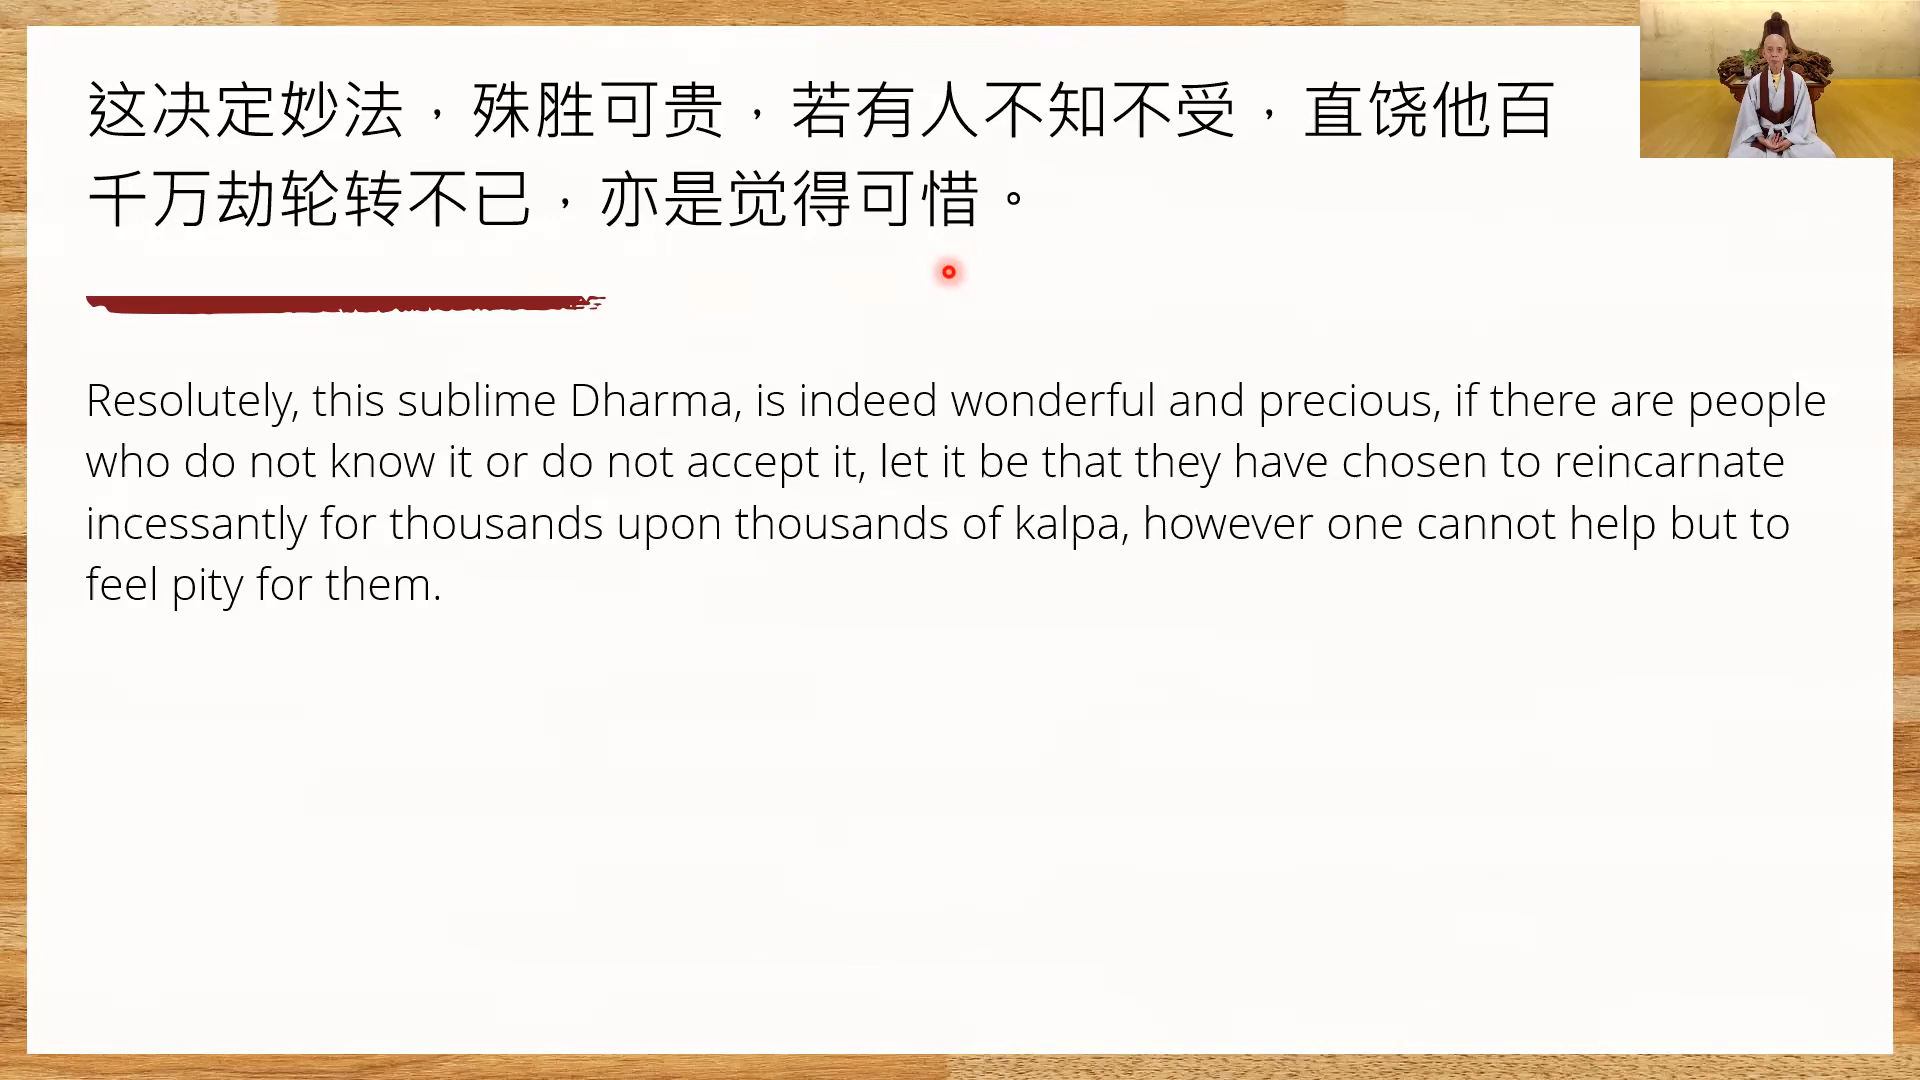 这决定妙法，殊胜可贵，若有人不知不受，直饶他百
千万劫轮转不已，亦是觉得可惜。
Resolutely, this sublime Dharma, is indeed wonderful and precious, if there are people
who do not know it or do not accept it, let it be that they have chosen to reincarnate
incessantly for thousands upon thousands of kalpa, however one cannot help but to
feel pity for them.